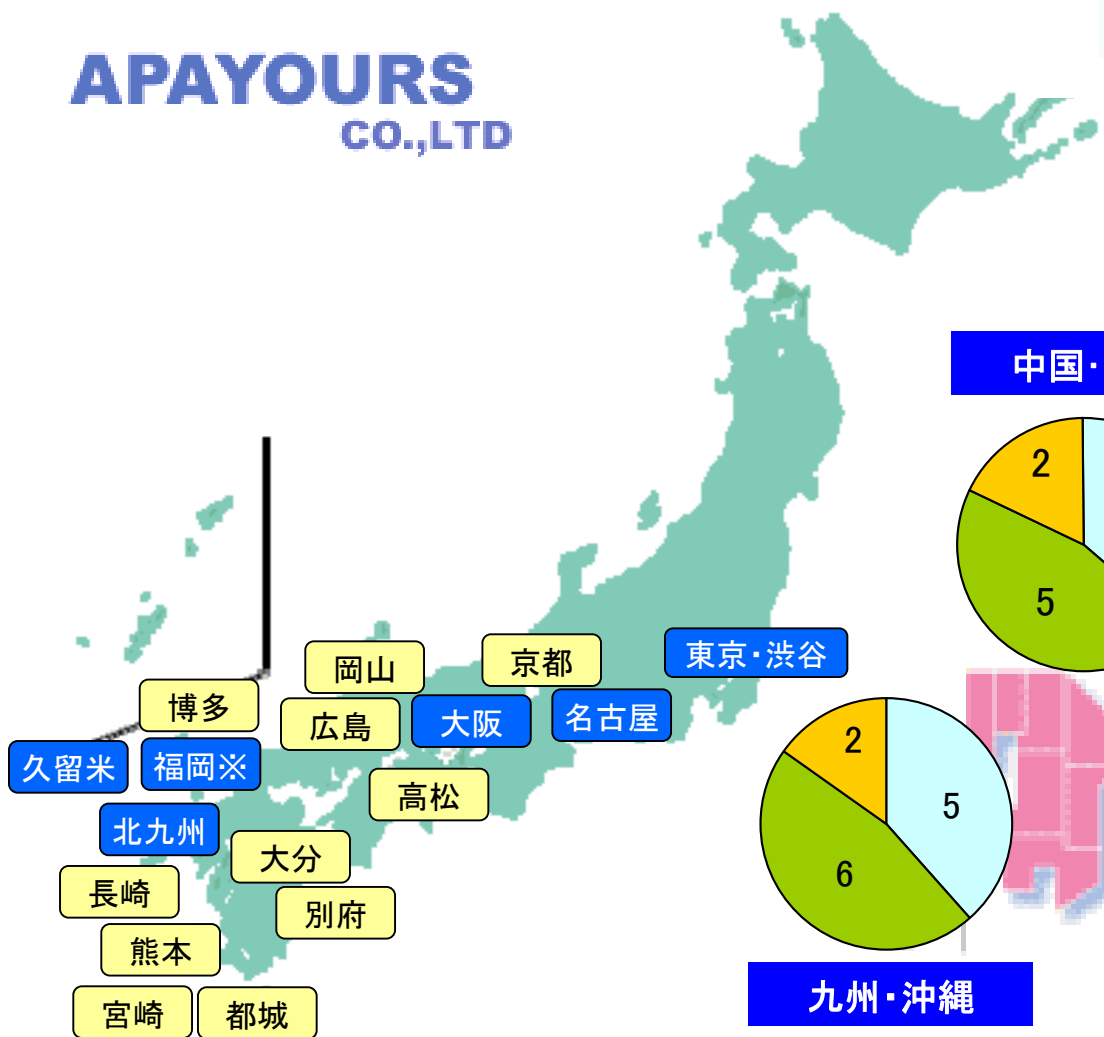 APAYOURS
CO.,LTD
中国・
2
5
岡山
京都
東京・渋谷
博多
広島
大阪
名古屋
久留米
福岡※
高松
北九州
大分
長崎
別府
熊本
宮崎
都城
2
5
6
九州・沖縄